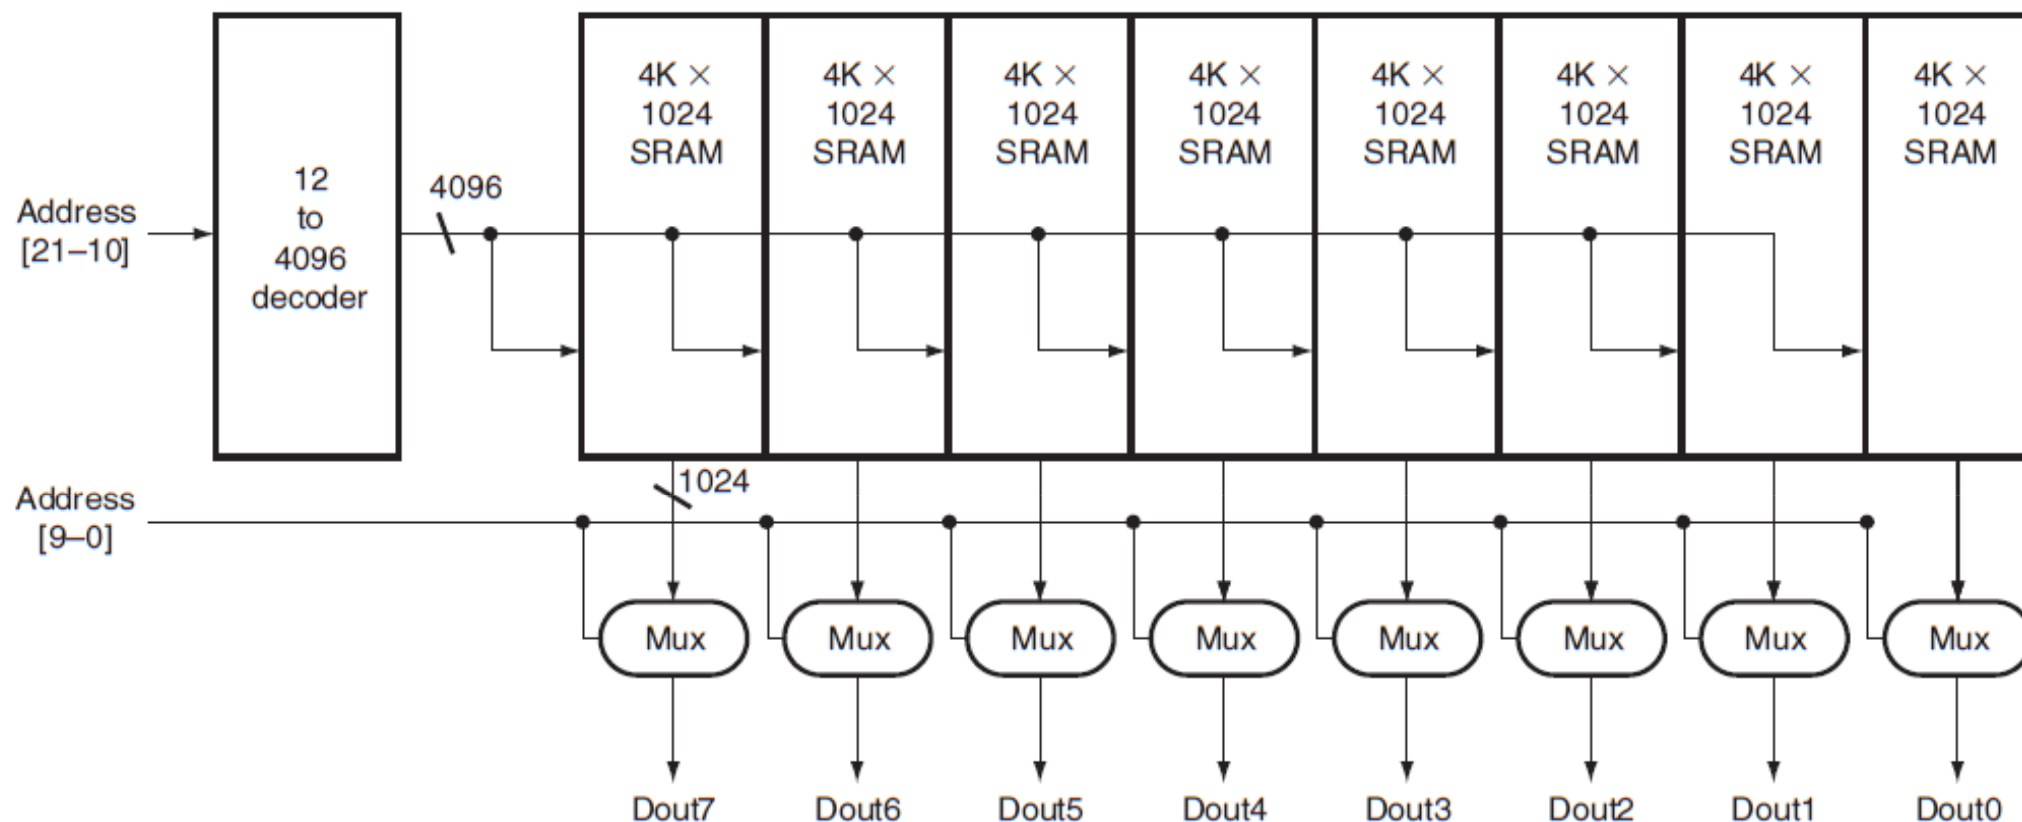 4K ×
1024
SRAM
4K ×
1024
SRAM
4K ×
1024
SRAM
4K ×
1024
SRAM
4K ×
1024
SRAM
4K ×
1024
SRAM
4K ×
1024
SRAM
4K ×
1024
SRAM
Address
[21–10]
12
to
4096
decoder
4096
1024
Address
[9–0]
Mux
Mux
Mux
Mux
Mux
Mux
Mux
Mux
Dout7
Dout6
Dout5
Dout4
Dout3
Dout2
Dout1
Dout0